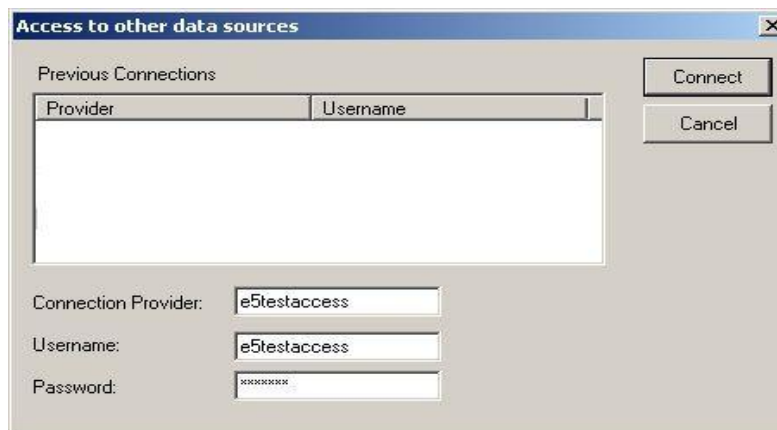 Access to other data sources
Previous Connections
Provider Username
Connect
Cancel
Connection Provider: e5testaccess
Username: e5testaccess
Password: *******